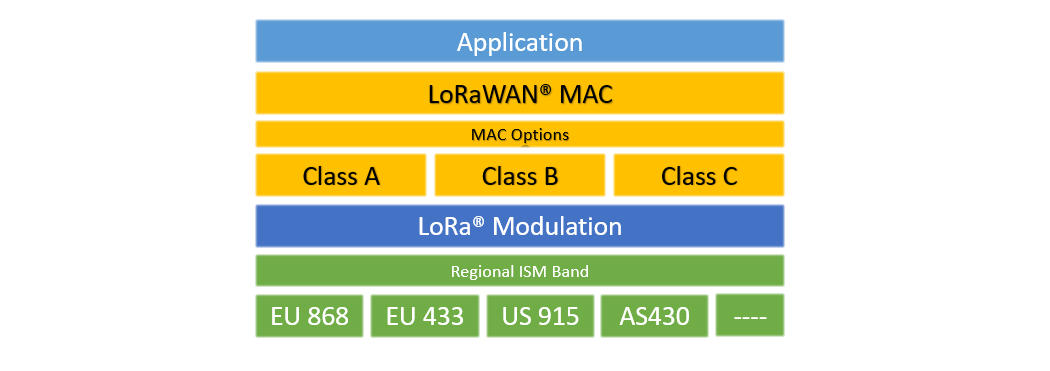 Application
LoRaWAN® MAC
MAC Options
Class A
Class B
Class C
LoRa® Modulation
Regional ISM Band
EU 868
EU 433
US 915
AS430
----